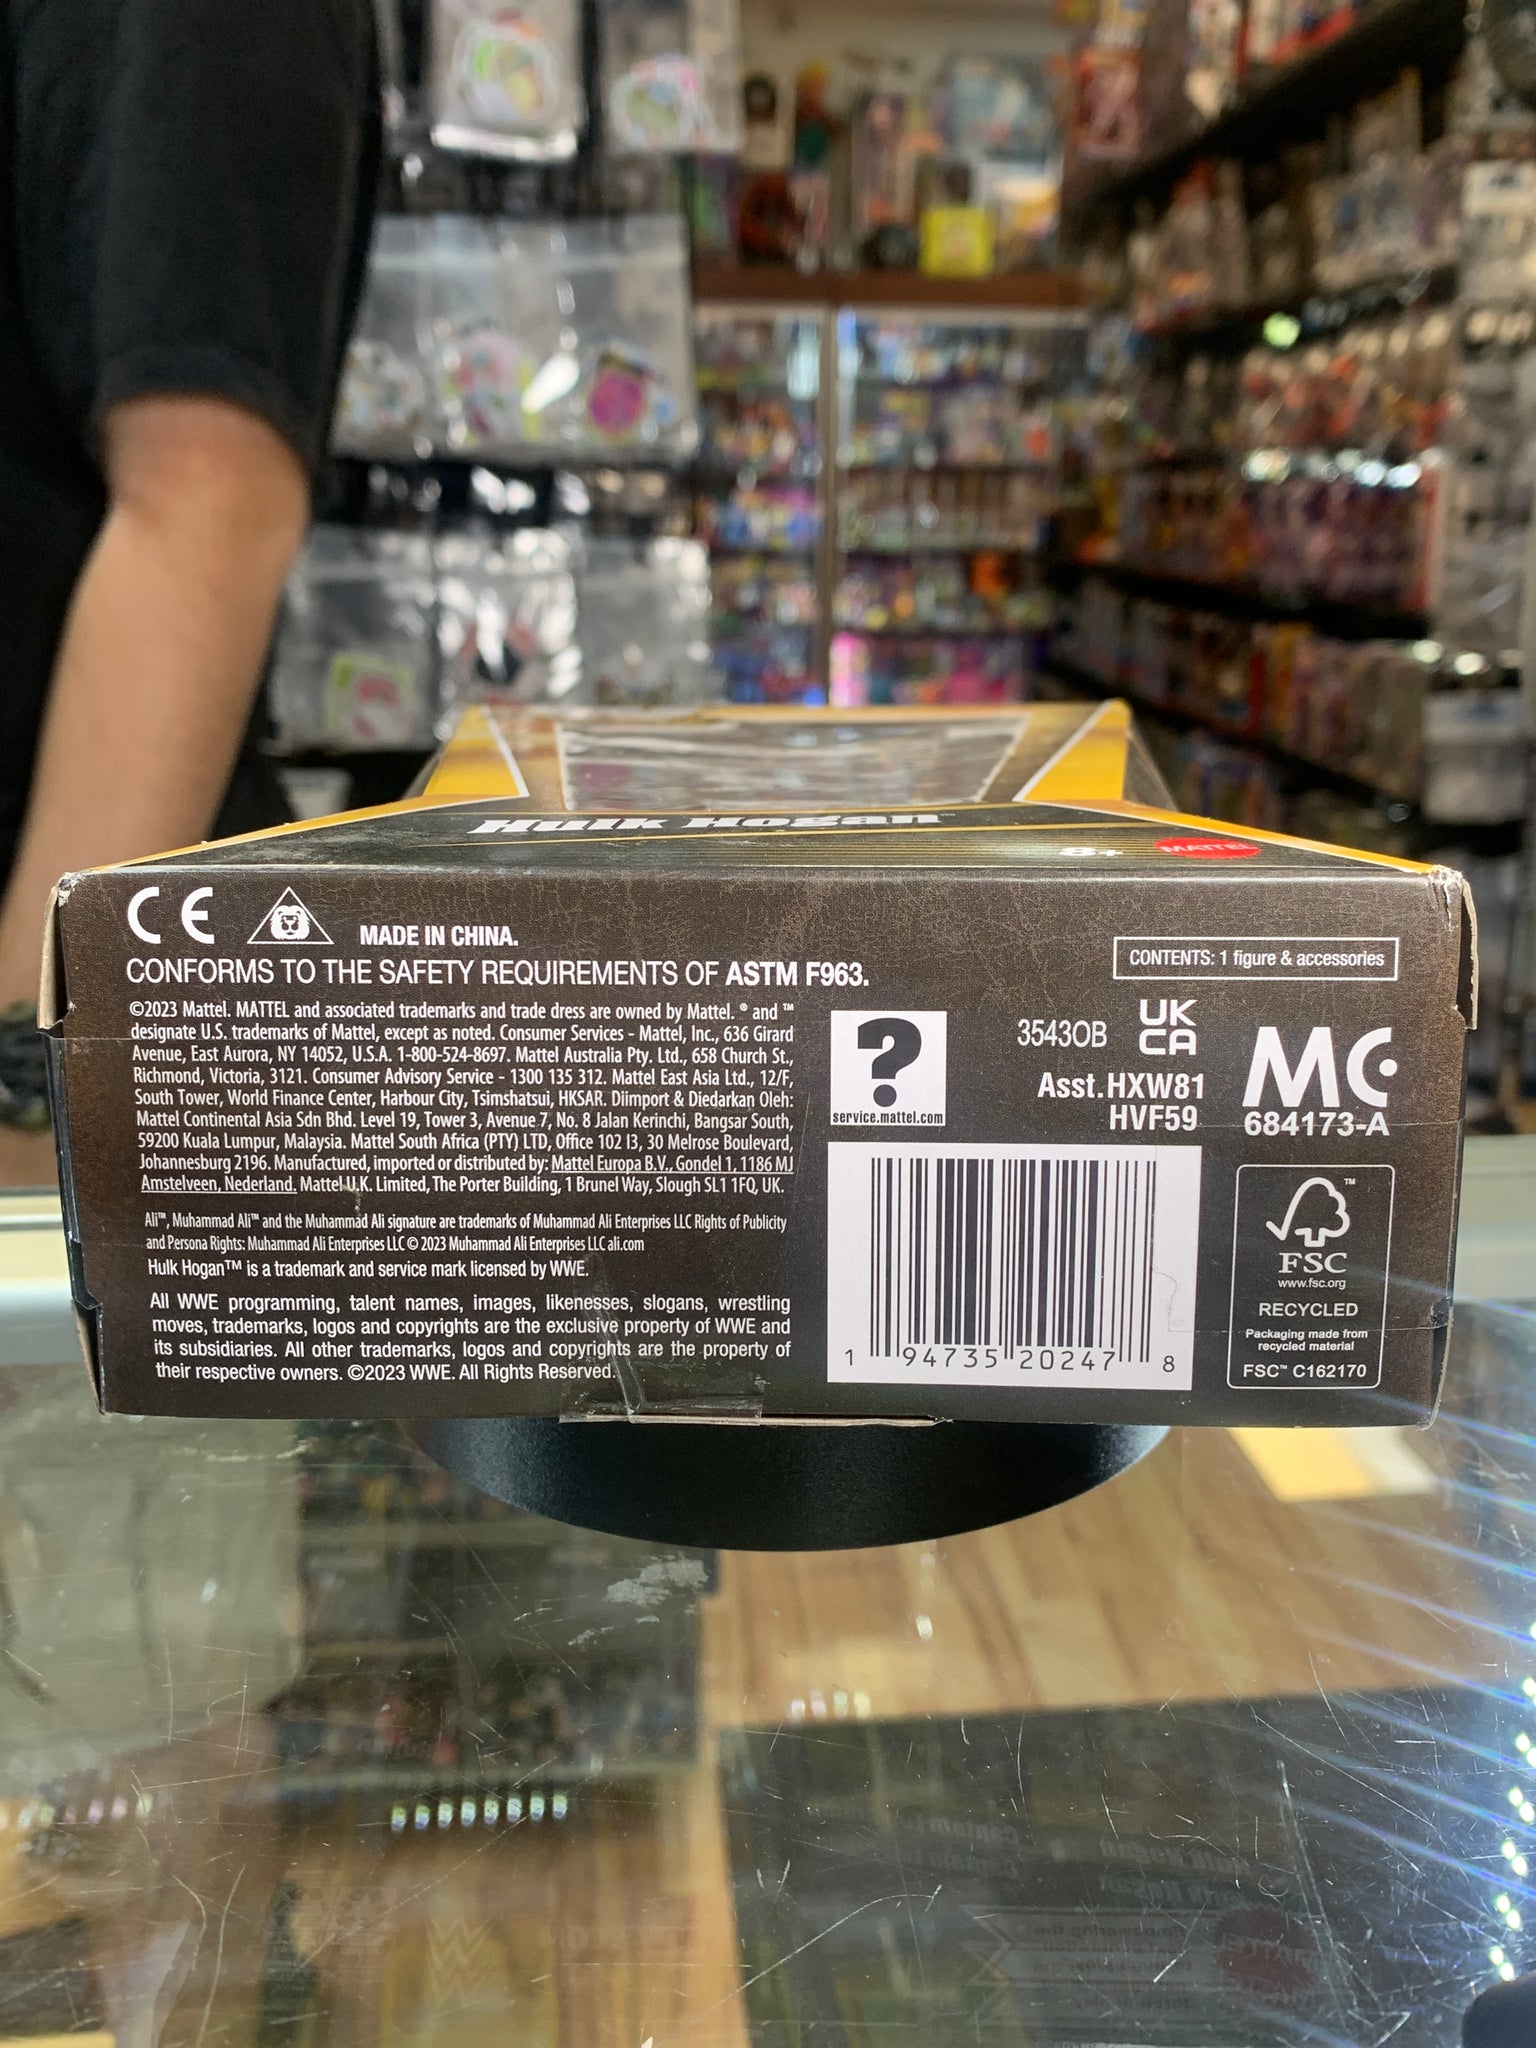 Hulk Hogan™
8+
MATTEL
CE
MADE IN CHINA.
CONFORMS TO THE SAFETY REQUIREMENTS OF ASTM F963.
©2023 Mattel. MATTEL and associated trademarks and trade dress are owned by Mattel. ® and ™
designate U.S. trademarks of Mattel, except as noted. Consumer Services - Mattel, Inc., 636 Girard
Avenue, East Aurora, NY 14052, U.S.A. 1-800-524-8697. Mattel Australia Pty. Ltd., 658 Church St.,
Richmond, Victoria, 3121. Consumer Advisory Service - 1300 135 312. Mattel East Asia Ltd., 12/F,
South Tower, World Finance Center, Harbour City, Tsimshatsui, HKSAR. Diimport & Diedarkan Oleh:
Mattel Continental Asia Sdn Bhd. Level 19, Tower 3, Avenue 7, No. 8 Jalan Kerinchi, Bangsar South,
59200 Kuala Lumpur, Malaysia. Mattel South Africa (PTY) LTD, Office 102 I3, 30 Melrose Boulevard,
Johannesburg 2196. Manufactured, imported or distributed by: Mattel Europa B.V., Gondel 1, 1186 MJ
Amstelveen, Nederland. Mattel U.K. Limited, The Porter Building, 1 Brunel Way, Slough SL1 1FQ, UK.
Ali™, Muhammad Ali™ and the Muhammad Ali signature are trademarks of Muhammad Ali Enterprises LLC Rights of Publicity
and Persona Rights: Muhammad Ali Enterprises LLC © 2023 Muhammad Ali Enterprises LLC ali.com
Hulk Hogan™ is a trademark and service mark licensed by WWE.
All WWE programming, talent names, images, likenesses, slogans, wrestling
moves, trademarks, logos and copyrights are the exclusive property of WWE and
its subsidiaries. All other trademarks, logos and copyrights are the property of
their respective owners. ©2023 WWE. All Rights Reserved.
CONTENTS: 1 figure & accessories
?
service.mattel.com
3543OB
UK
CA
Asst.HXW81
HVF59
MC
684173-A
1 94735 20247 8
FSC
™
www.fsc.org
RECYCLED
Packaging made from
recycled material
FSC™ C162170